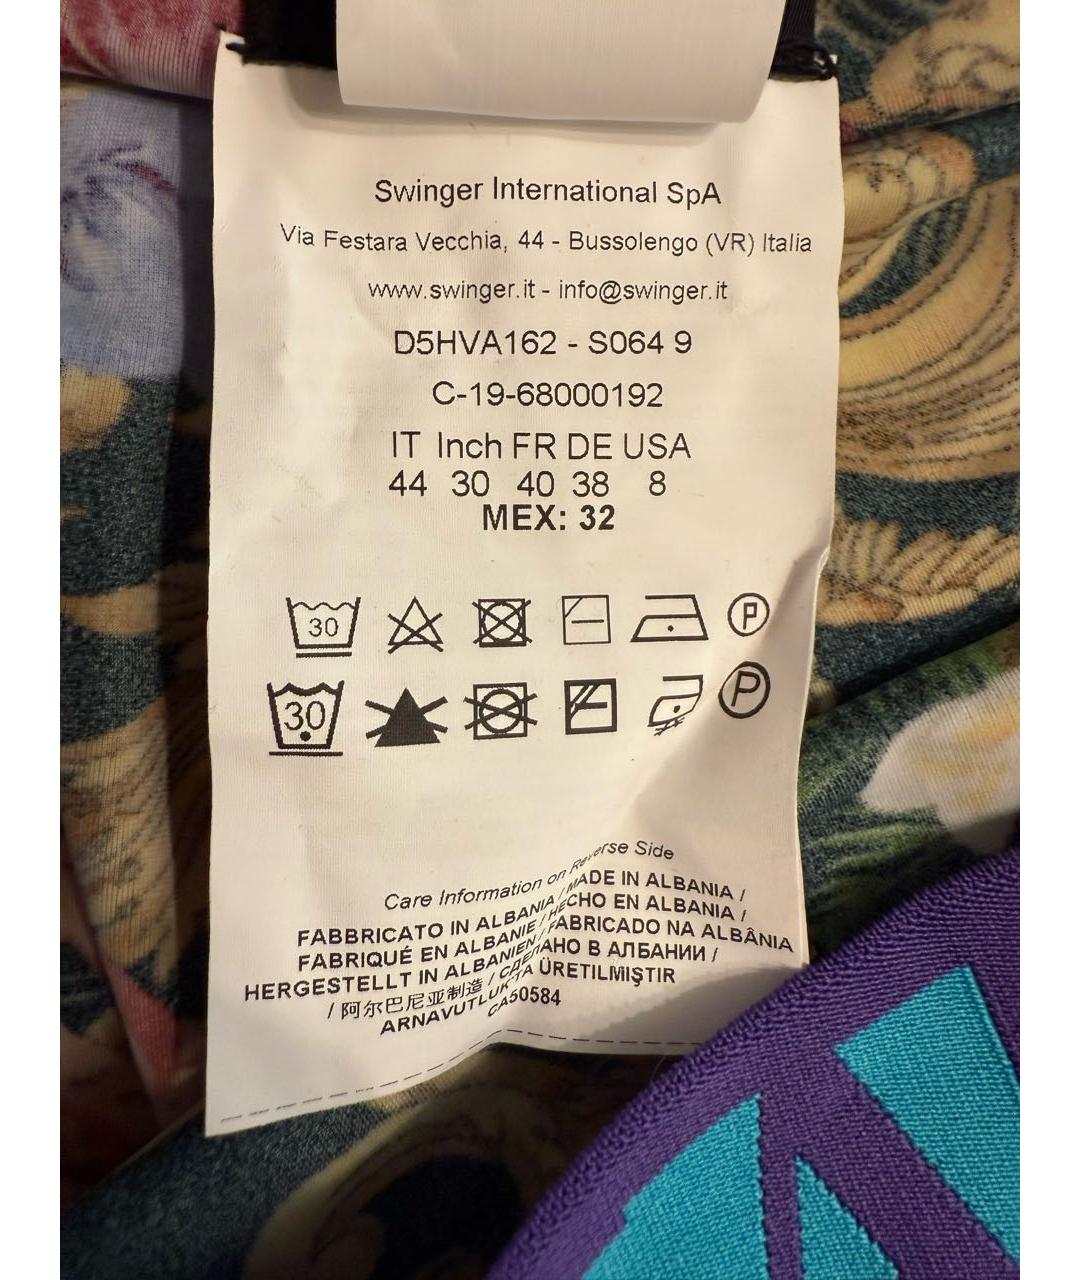 Swinger International SpA
Via Festara Vecchia, 44 - Bussolengo (VR) Italia
www.swinger.it - info@swinger.it
D5HVA162 - S064 9
C-19-68000192
IT Inch FR DE USA
44 30 40 38 8
MEX: 32
30 P
30 P
Care Information on Reverse Side
FABBRICATO IN ALBANIA / MADE IN ALBANIA /
FABRIQUÉ EN ALBANIE / HECHO EN ALBANIA /
HERGESTELLT IN ALBANIEN / FABRICADO NA ALBÂNIA
/ 阿尔巴尼亚制造 / СДЕЛАНО В АЛБАНИИ /
ARNAVUTLUK'TA ÜRETILMIŞTIR
CA50584